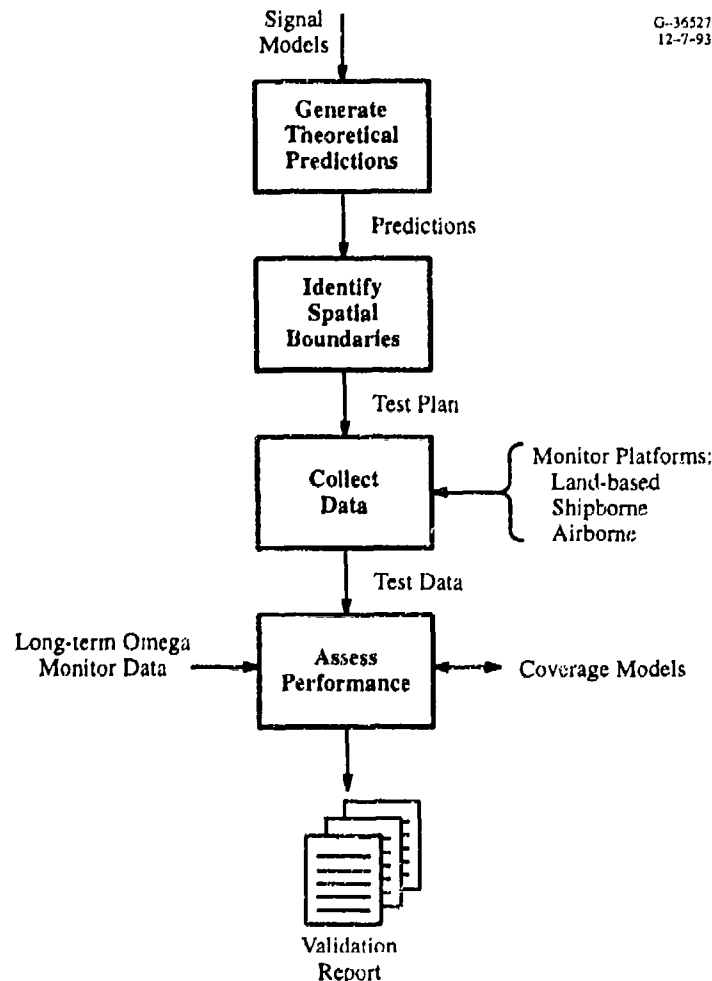 Signal
Models
G-36527
12-7-93
Generate
Theoretical
Predictions
Predictions
Identify
Spatial
Boundaries
Test Plan
Collect
Data
Monitor Platforms:
Land-based
Shipborne
Airborne
Test Data
Long-term Omega
Monitor Data
Assess
Performance
Coverage Models
Validation
Report